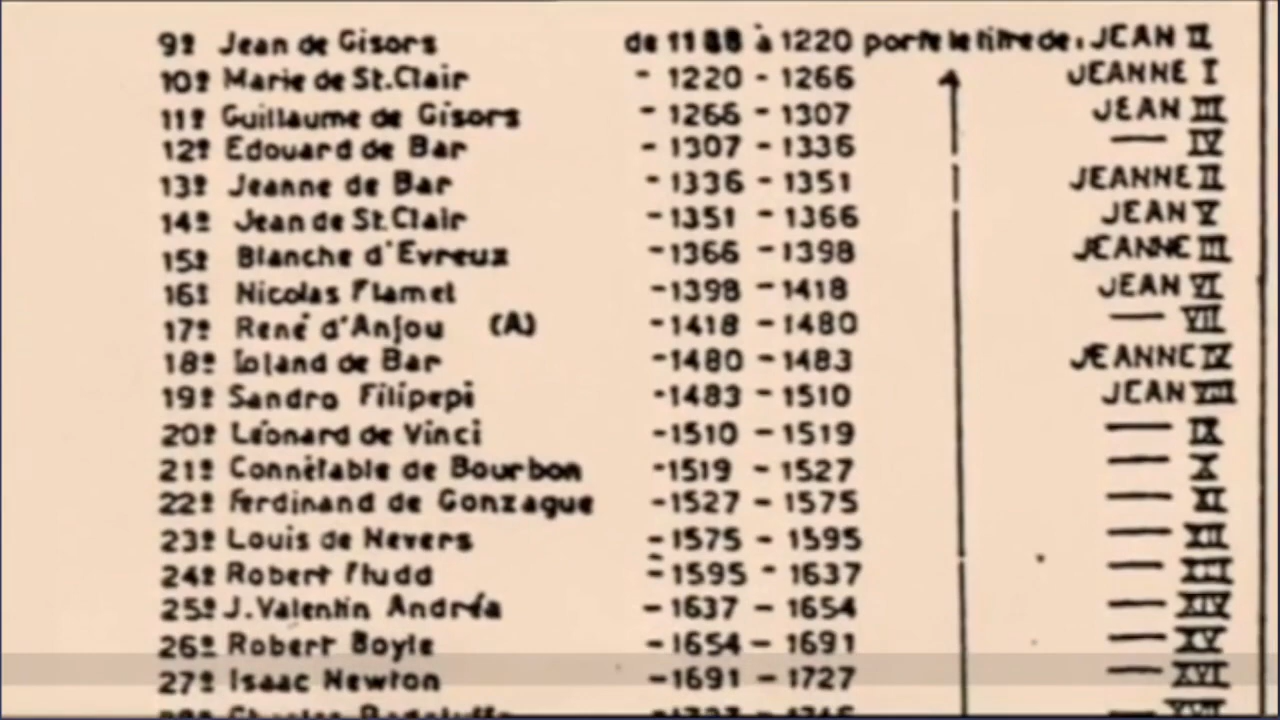 9º Jean de Gisors de 1188 à 1220 porte le titre de: JEAN II
10º Marie de St.Clair - 1220 - 1266 JEANNE I
11º Guillaume de Gisors - 1266 - 1307 JEAN III
12º Edouard de Bar - 1307 - 1336 — IV
13º Jeanne de Bar - 1336 - 1351 JEANNE II
14º Jean de St.Clair - 1351 - 1366 JEAN V
15º Blanche d'Evreux - 1366 - 1398 JEANNE III
16º Nicolas Flamel - 1398 - 1418 JEAN VI
17º René d'Anjou (A) - 1418 - 1480 — VII
18º Ioland de Bar - 1480 - 1483 JEANNE IV
19º Sandro Filipepi - 1483 - 1510 JEAN VIII
20º Léonard de Vinci - 1510 - 1519 — IX
21º Connétable de Bourbon - 1519 - 1527 — X
22º Ferdinand de Gonzague - 1527 - 1575 — XI
23º Louis de Nevers - 1575 - 1595 — XII
24º Robert Fludd - 1595 - 1637 — XIII
25º J.Valentin Andréa - 1637 - 1654 — XIV
26º Robert Boyle - 1654 - 1691 — XV
27º Isaac Newton - 1691 - 1727 — XVI